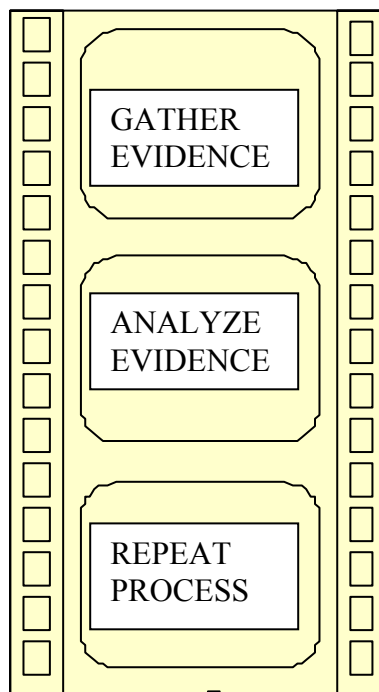 GATHER
EVIDENCE
ANALYZE
EVIDENCE
REPEAT
PROCESS